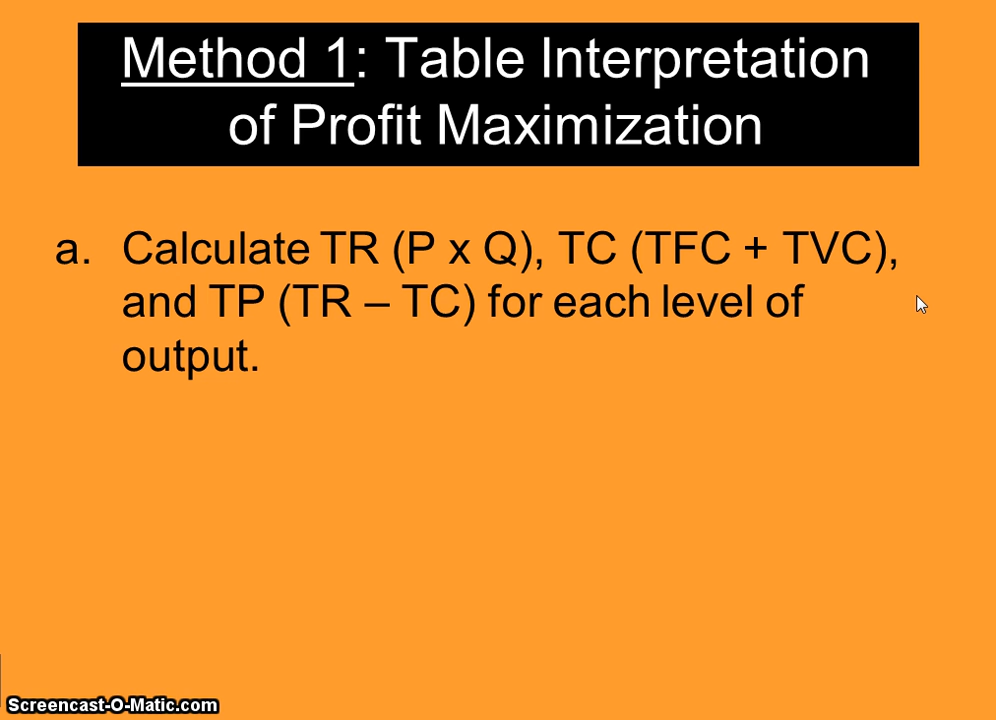 Method 1: Table Interpretation
of Profit Maximization
a. Calculate TR (P x Q), TC (TFC + TVC),
and TP (TR – TC) for each level of
output.
Screencast-O-Matic.com